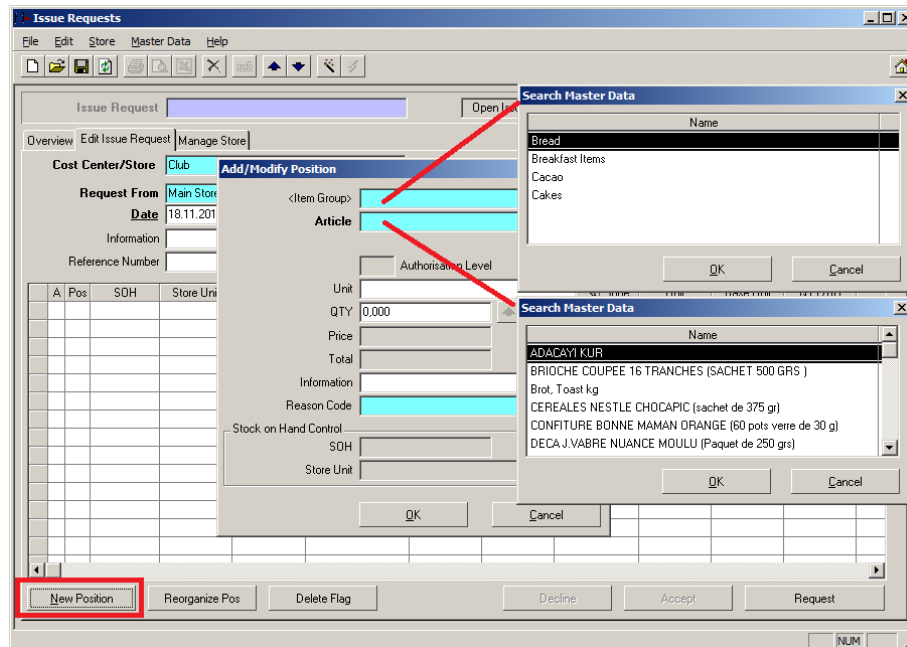 Issue Requests
File Edit Store Master Data Help
Issue Request
Overview Edit Issue Request Manage Store
Cost Center/Store Club
Request From Main Store
Date 18.11.201
Information
Reference Number
A Pos SOH Store Uni
Add/Modify Position
<Item Group>
Article
Authorisation Level
Unit
QTY 0,000
Price
Total
Information
Reason Code
Stock on Hand Control
SOH
Store Unit
OK Cancel
Search Master Data
Name
Bread
Breakfast Items
Cacao
Cakes
OK Cancel
Search Master Data
Name
ADACAYI KUR
BRIOCHE COUPEE 16 TRANCHES (SACHET 500 GRS )
Brot, Toast kg
CEREALES NESTLE CHOCAPIC (sachet de 375 gr)
CONFITURE BONNE MAMAN ORANGE (60 pots verre de 30 g)
DECA J.VABRE NUANCE MOULU (Paquet de 250 grs)
OK Cancel
New Position Reorganize Pos Delete Flag Decline Accept Request
NUM